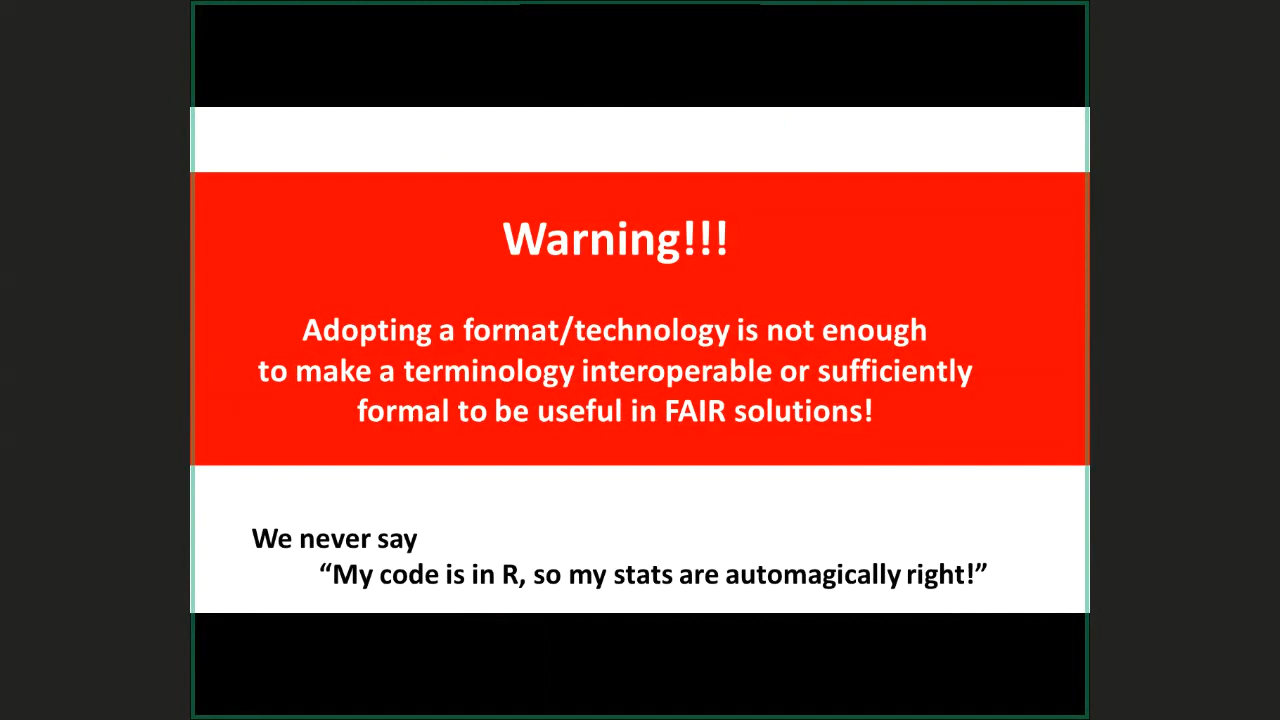 Warning!!!
Adopting a format/technology is not enough
to make a terminology interoperable or sufficiently
formal to be useful in FAIR solutions!
We never say
“My code is in R, so my stats are automagically right!”